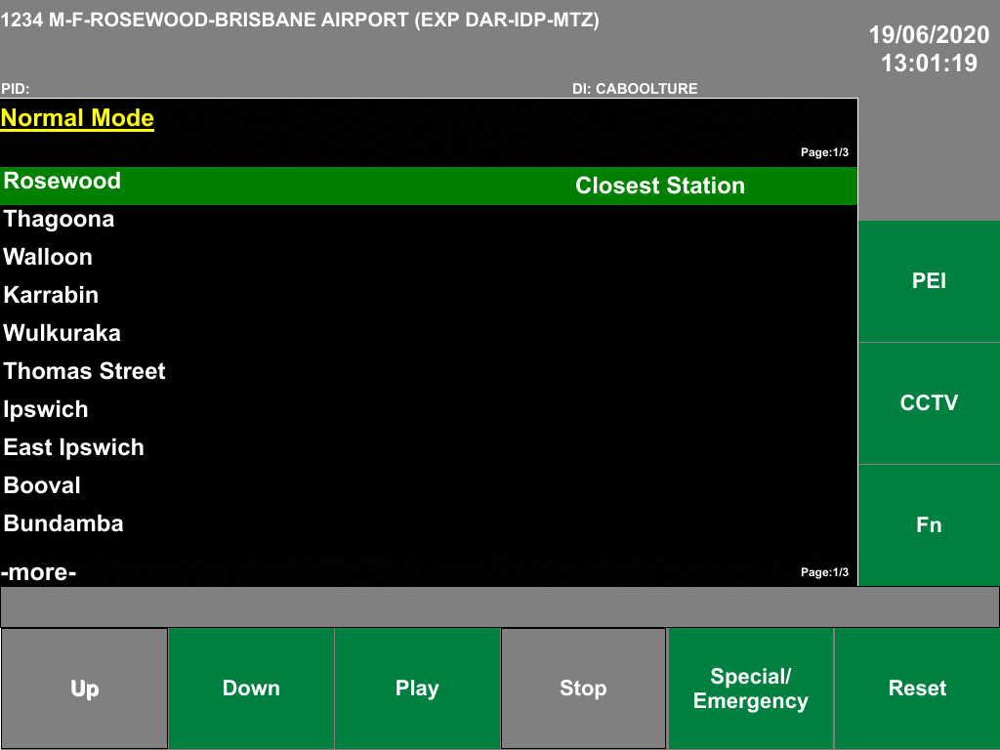 1234 M-F-ROSEWOOD-BRISBANE AIRPORT (EXP DAR-IDP-MTZ)
19/06/2020
13:01:19
PID:
DI: CABOOLTURE
Normal Mode
Page:1/3
Rosewood
Closest Station
Thagoona
Walloon
Karrabin
Wulkuraka
Thomas Street
Ipswich
East Ipswich
Booval
Bundamba
-more-
Page:1/3
PEI
CCTV
Fn
Up
Down
Play
Stop
Special/
Emergency
Reset